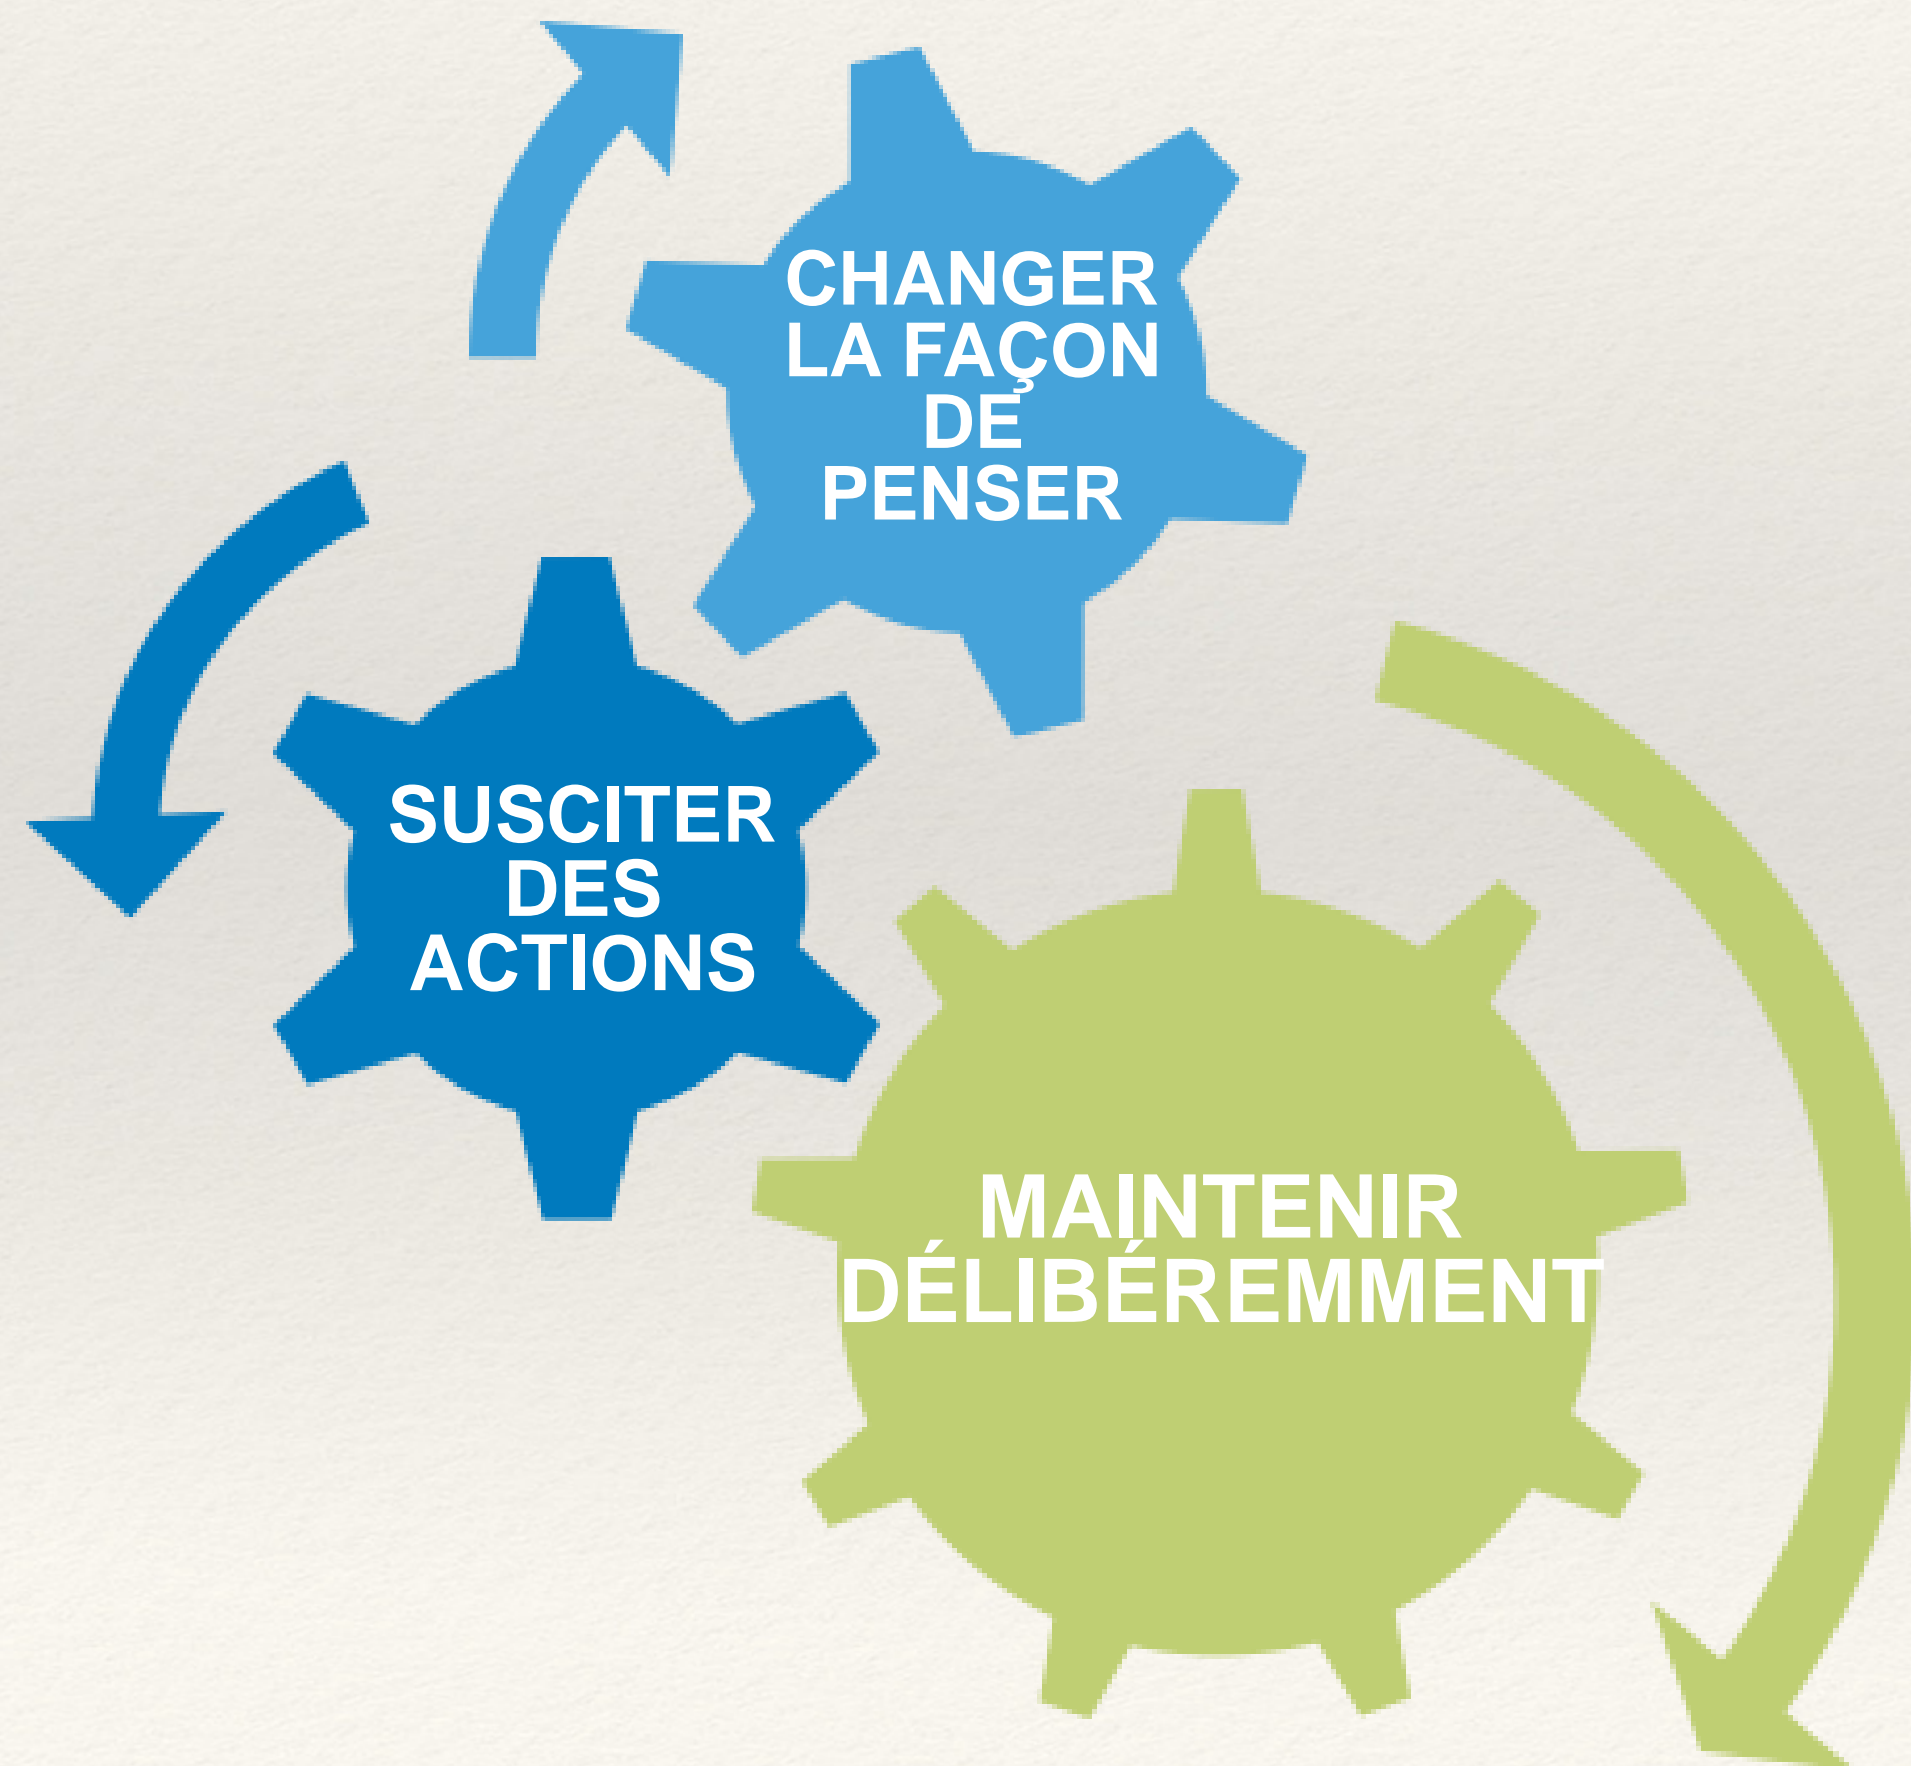 CHANGER
LA FAÇON
DE
PENSER
SUSCITER
DES
ACTIONS
MAINTENIR
DÉLIBÉREMMENT